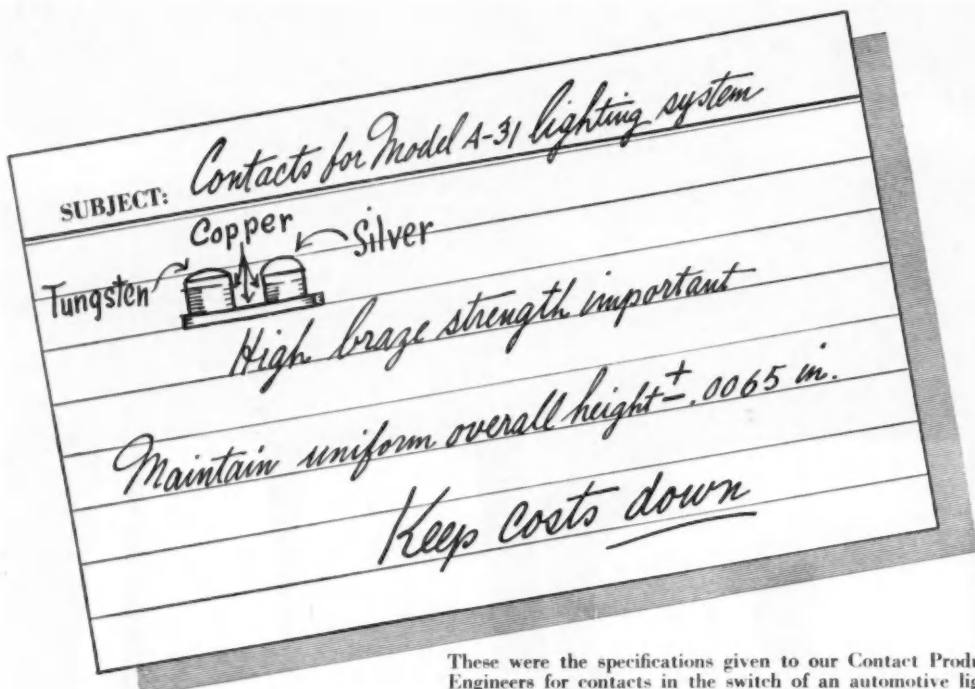 SUBJECT: Contacts for Model A-31 lighting system
Copper
Silver
Tungsten
High braze strength important
Maintain uniform overall height ± .0065 in.
Keep costs down
These were the specifications given to our Contact
Engineers for contacts in the switch of an automotive